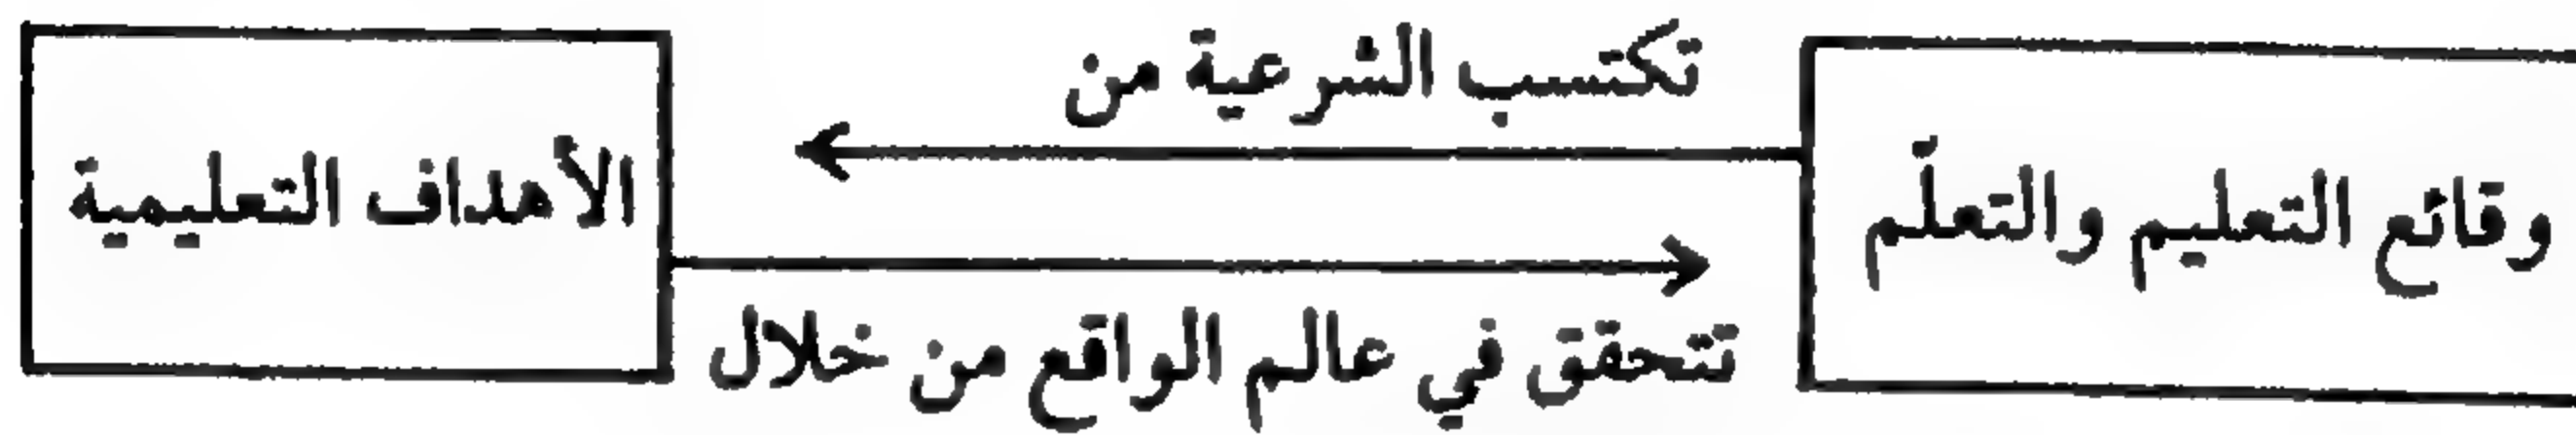 تكتسب الشرعية من
وقائع التعليم والتعلّم
الأهداف التعليمية
تتحقق في عالم الواقع من خلال